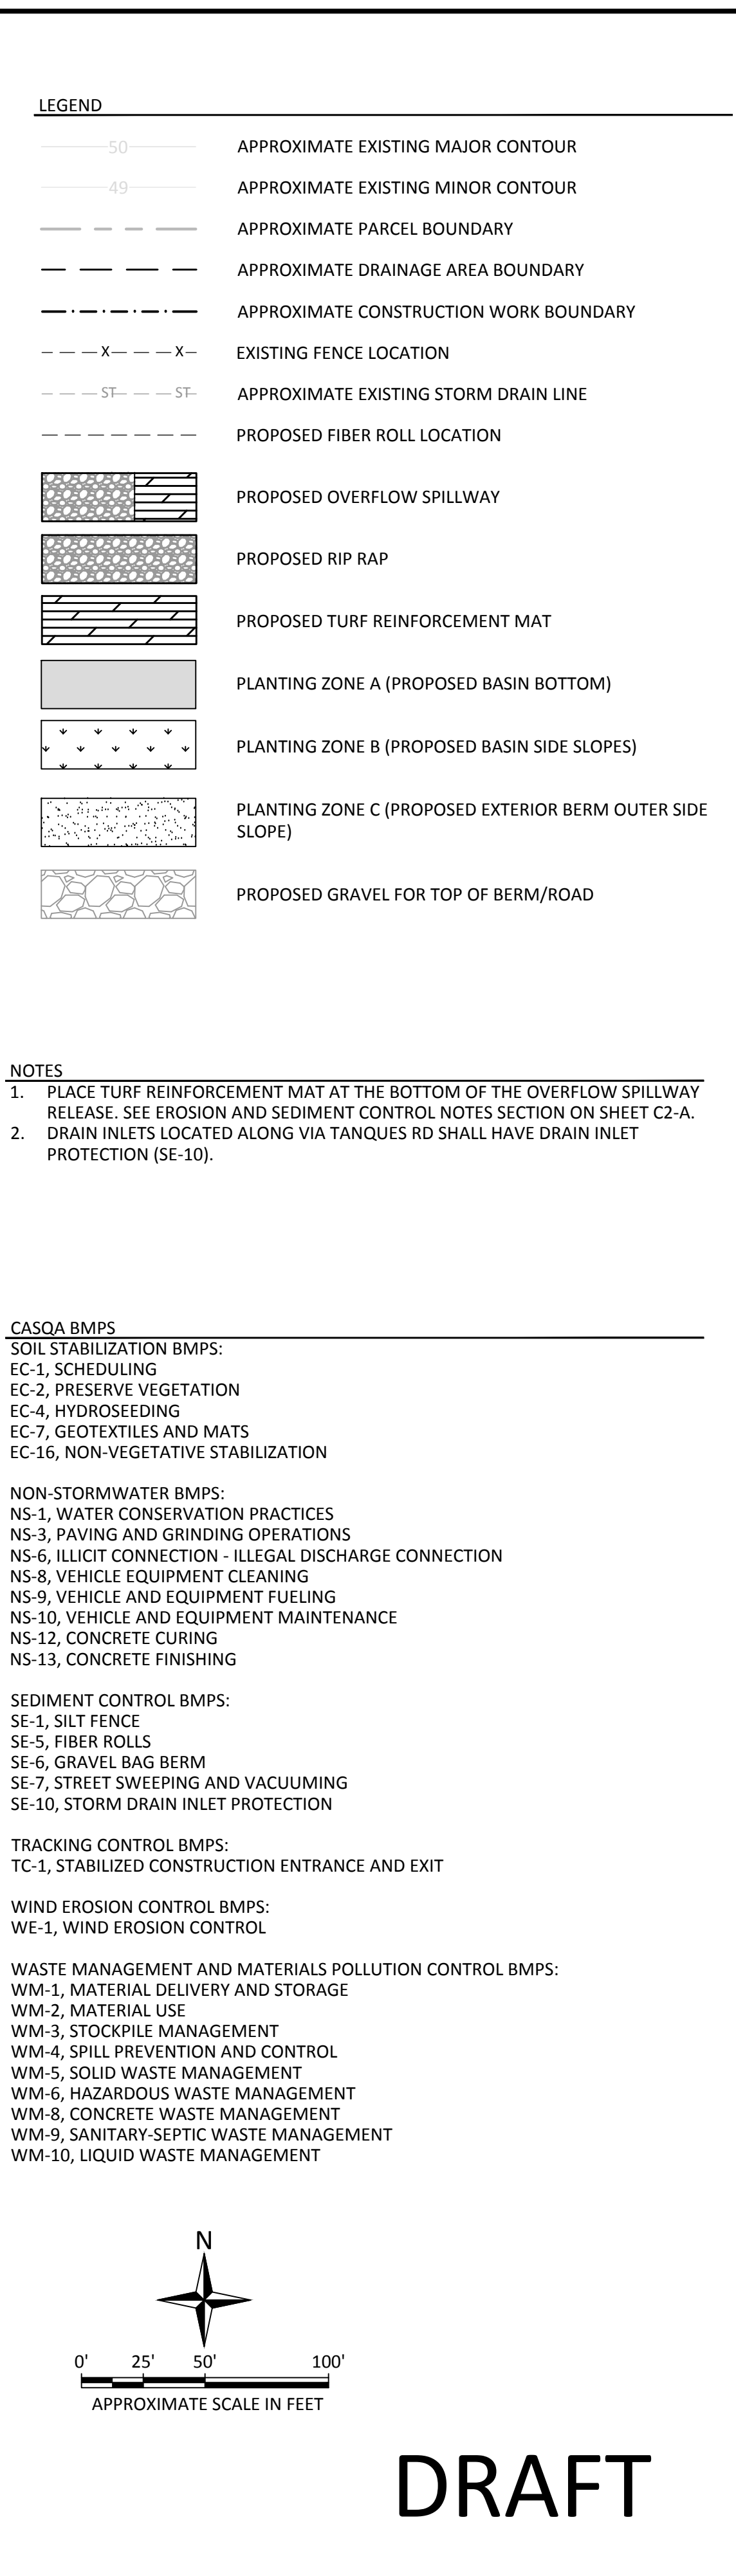 LEGEND
50 APPROXIMATE EXISTING MAJOR CONTOUR
49 APPROXIMATE EXISTING MINOR CONTOUR
APPROXIMATE PARCEL BOUNDARY
APPROXIMATE DRAINAGE AREA BOUNDARY
APPROXIMATE CONSTRUCTION WORK BOUNDARY
X X EXISTING FENCE LOCATION
ST ST APPROXIMATE EXISTING STORM DRAIN LINE
PROPOSED FIBER ROLL LOCATION
PROPOSED OVERFLOW SPILLWAY
PROPOSED RIP RAP
PROPOSED TURF REINFORCEMENT MAT
PLANTING ZONE A (PROPOSED BASIN BOTTOM)
PLANTING ZONE B (PROPOSED BASIN SIDE SLOPES)
PLANTING ZONE C (PROPOSED EXTERIOR BERM OUTER SIDE
SLOPE)
PROPOSED GRAVEL FOR TOP OF BERM/ROAD
NOTES
1. PLACE TURF REINFORCEMENT MAT AT THE BOTTOM OF THE OVERFLOW SPILLWAY
RELEASE. SEE EROSION AND SEDIMENT CONTROL NOTES SECTION ON SHEET C2-A.
2. DRAIN INLETS LOCATED ALONG VIA TANQUES RD SHALL HAVE DRAIN INLET
PROTECTION (SE-10).
CASQA BMPS
SOIL STABILIZATION BMPS:
EC-1, SCHEDULING
EC-2, PRESERVE VEGETATION
EC-4, HYDROSEEDING
EC-7, GEOTEXTILES AND MATS
EC-16, NON-VEGETATIVE STABILIZATION
NON-STORMWATER BMPS:
NS-1, WATER CONSERVATION PRACTICES
NS-3, PAVING AND GRINDING OPERATIONS
NS-6, ILLICIT CONNECTION - ILLEGAL DISCHARGE CONNECTION
NS-8, VEHICLE EQUIPMENT CLEANING
NS-9, VEHICLE AND EQUIPMENT FUELING
NS-10, VEHICLE AND EQUIPMENT MAINTENANCE
NS-12, CONCRETE CURING
NS-13, CONCRETE FINISHING
SEDIMENT CONTROL BMPS:
SE-1, SILT FENCE
SE-5, FIBER ROLLS
SE-6, GRAVEL BAG BERM
SE-7, STREET SWEEPING AND VACUUMING
SE-10, STORM DRAIN INLET PROTECTION
TRACKING CONTROL BMPS:
TC-1, STABILIZED CONSTRUCTION ENTRANCE AND EXIT
WIND EROSION CONTROL BMPS:
WE-1, WIND EROSION CONTROL
WASTE MANAGEMENT AND MATERIALS POLLUTION CONTROL BMPS:
WM-1, MATERIAL DELIVERY AND STORAGE
WM-2, MATERIAL USE
WM-3, STOCKPILE MANAGEMENT
WM-4, SPILL PREVENTION AND CONTROL
WM-5, SOLID WASTE MANAGEMENT
WM-6, HAZARDOUS WASTE MANAGEMENT
WM-8, CONCRETE WASTE MANAGEMENT
WM-9, SANITARY-SEPTIC WASTE MANAGEMENT
WM-10, LIQUID WASTE MANAGEMENT
N
0' 25' 50' 100'
APPROXIMATE SCALE IN FEET
DRAFT